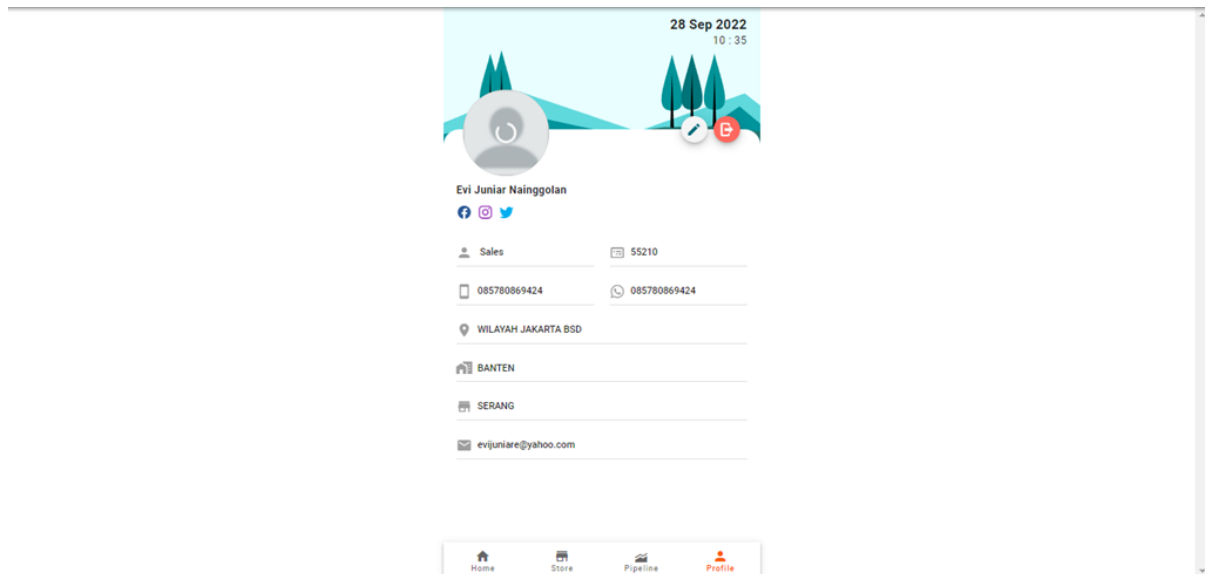 28 Sep 2022
10 : 35
Evi Juniar Nainggolan
Sales 55210
085780869424 085780869424
WILAYAH JAKARTA BSD
BANTEN
SERANG
evijuniare@yahoo.com
Home Store Pipeline Profile